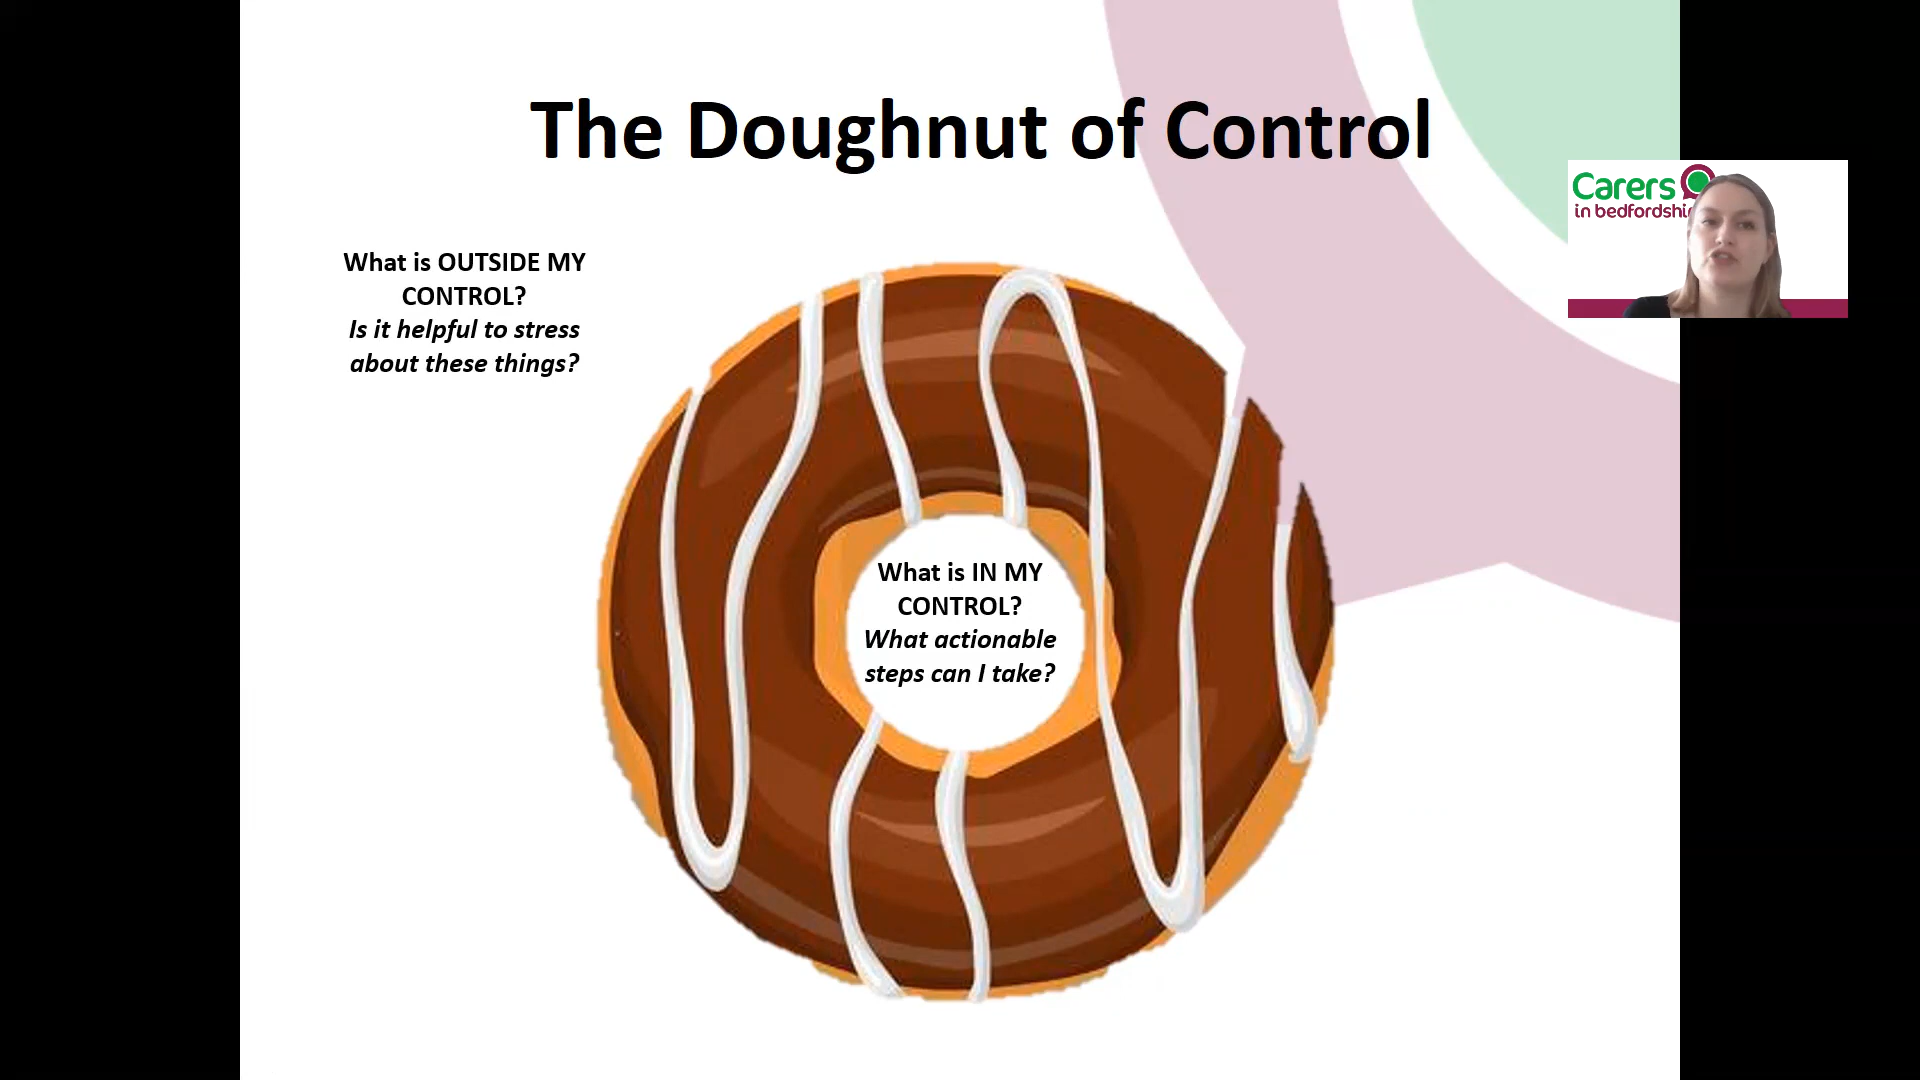 The Doughnut of Control
What is OUTSIDE MY
CONTROL?
Is it helpful to stress
about these things?
What is IN MY
CONTROL?
What actionable
steps can I take?
Carers
in